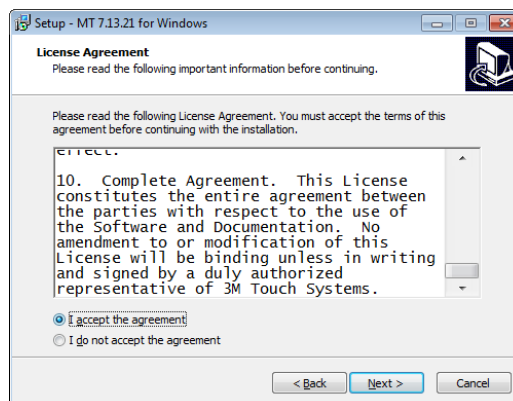 Setup - MT 7.13.21 for Windows
License Agreement
Please read the following important information before continuing.
Please read the following License Agreement. You must accept the terms of this
agreement before continuing with the installation.
effect.
10.  Complete Agreement.  This License
constitutes the entire agreement between
the parties with respect to the use of
the Software and Documentation.  No
amendment to or modification of this
License will be binding unless in writing
and signed by a duly authorized
representative of 3M Touch Systems.
I accept the agreement
I do not accept the agreement
< Back
Next >
Cancel